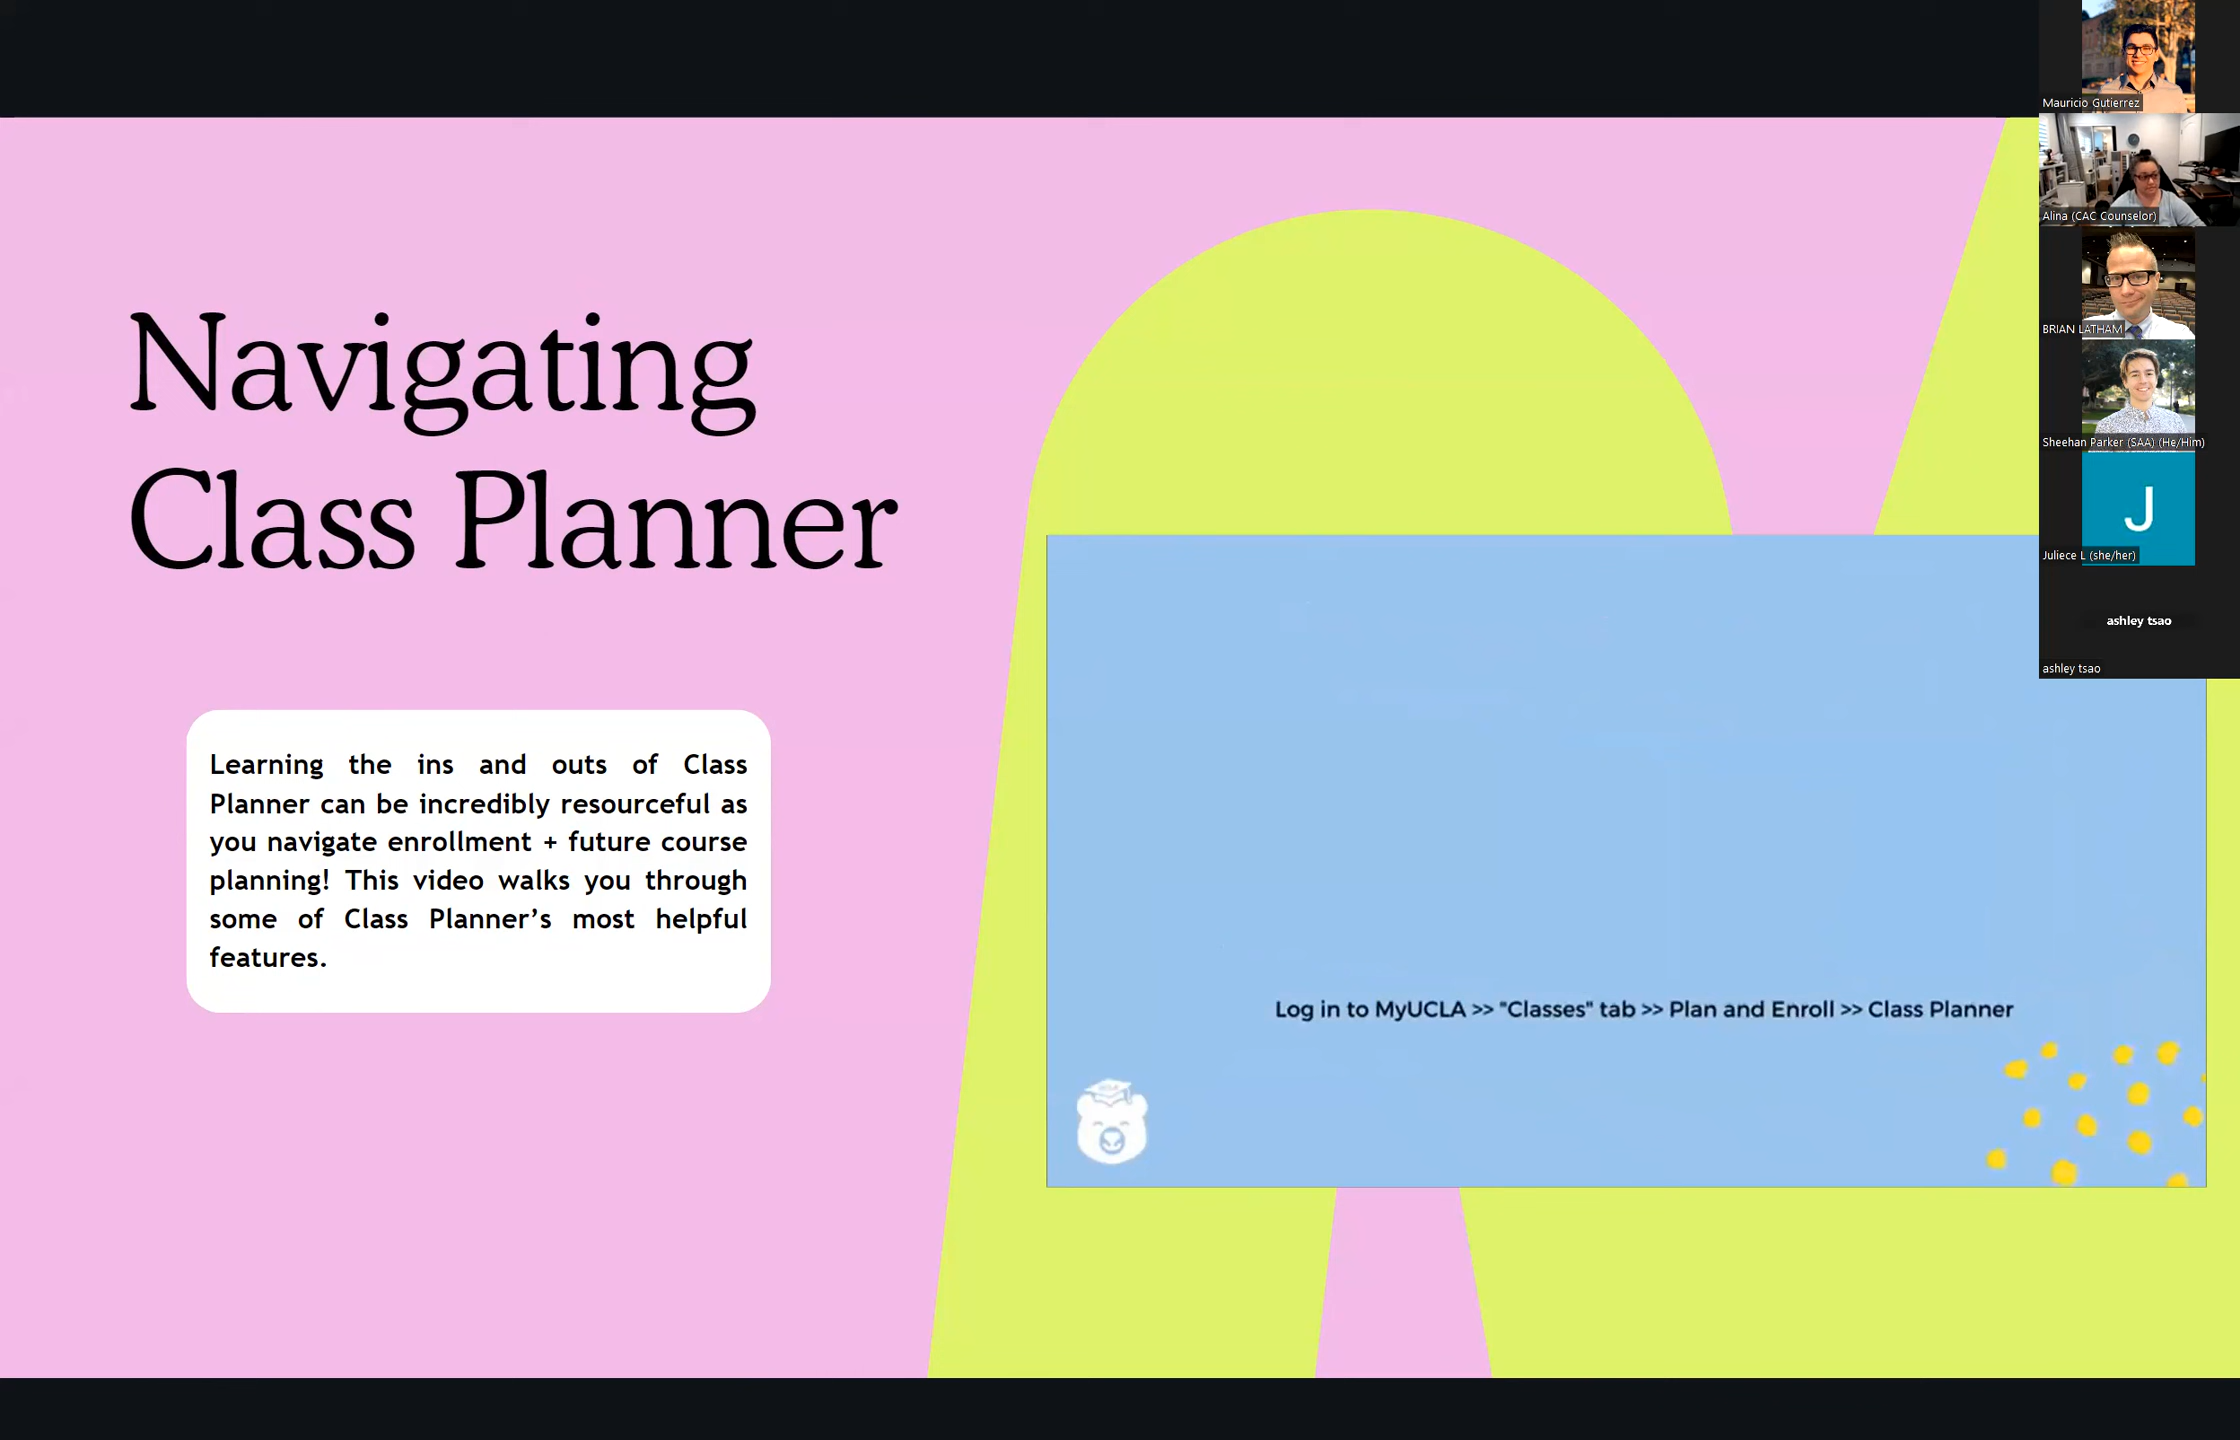 Navigating
Class Planner
Learning the ins and outs of Class
Planner can be incredibly resourceful as
you navigate enrollment + future course
planning! This video walks you through
some of Class Planner’s most helpful
features.
Log in to MyUCLA >> "Classes" tab >> Plan and Enroll >> Class Planner
Mauricio Gutierrez
Alina (CAC Counselor)
BRIAN LATHAM
Sheehan Parker (SAA) (He/Him)
J
Juliece L (she/her)
ashley tsao
ashley tsao